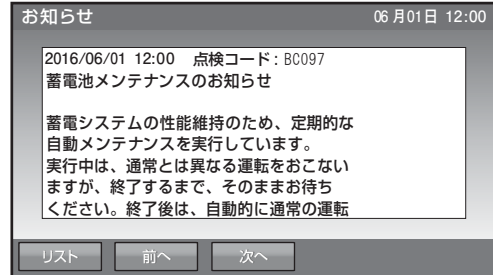 お知らせ 06月01日 12:00
2016/06/01 12:00 点検コード：BC097
蓄電池メンテナンスのお知らせ
蓄電システムの性能維持のため、定期的な
自動メンテナンスを実行しています。
実行中は、通常とは異なる運転をおこない
ますが、終了するまで、そのままお待ち
ください。終了後は、自動的に通常の運転
リスト 前へ 次へ